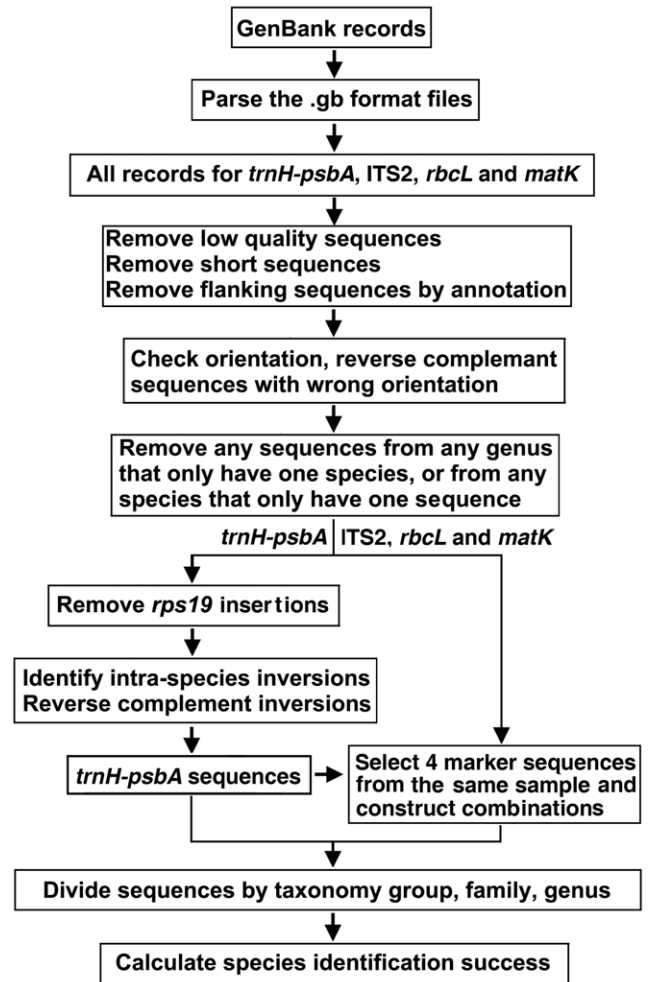 GenBank records
Parse the .gb format files
All records for trnH-psbA, ITS2, rbcL and matK
Remove low quality sequences
Remove short sequences
Remove flanking sequences by annotation
Check orientation, reverse complemant
sequences with wrong orientation
Remove any sequences from any genus
that only have one species, or from any
species that only have one sequence
trnH-psbA
ITS2, rbcL and matK
Remove rps19 insertions
Identify intra-species inversions
Reverse complement inversions
trnH-psbA sequences
Select 4 marker sequences
from the same sample and
construct combinations
Divide sequences by taxonomy group, family, genus
Calculate species identification success